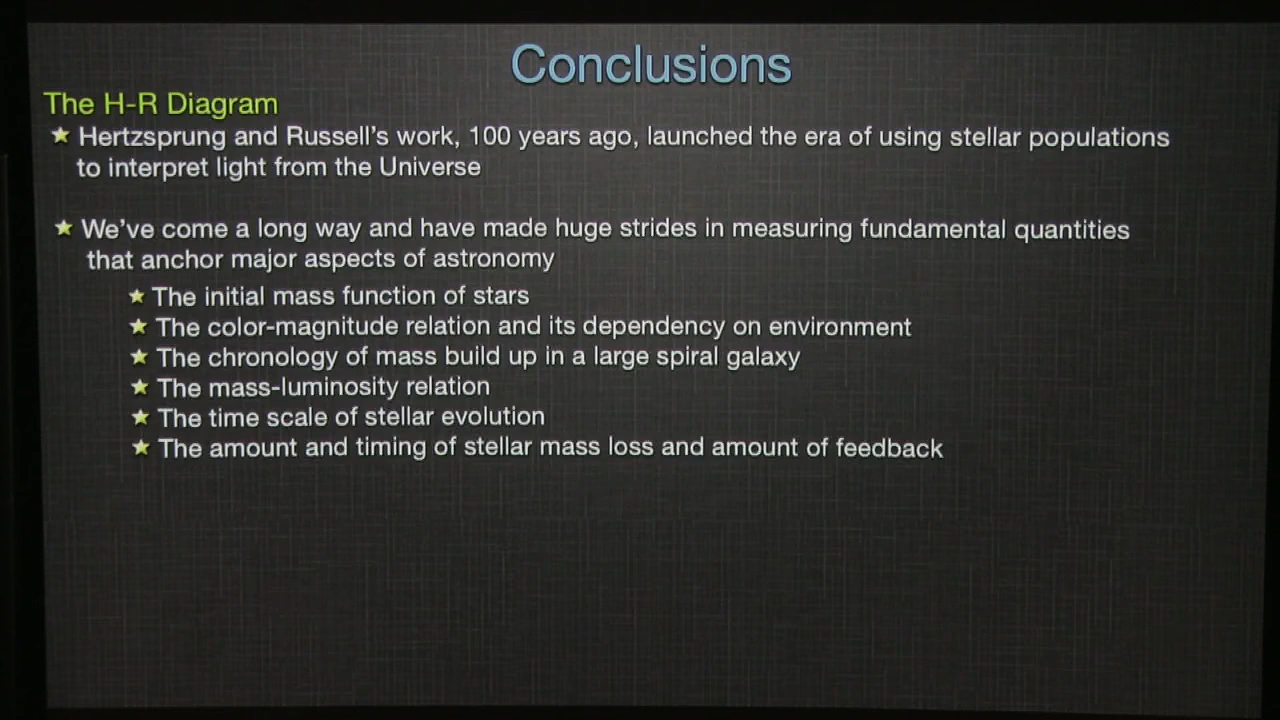 Conclusions
The H-R Diagram
★ Hertzsprung and Russell's work, 100 years ago, launched the era of using stellar populations
to interpret light from the Universe
★ We've come a long way and have made huge strides in measuring fundamental quantities
that anchor major aspects of astronomy
★ The initial mass function of stars
★ The color-magnitude relation and its dependency on environment
★ The chronology of mass build up in a large spiral galaxy
★ The mass-luminosity relation
★ The time scale of stellar evolution
★ The amount and timing of stellar mass loss and amount of feedback